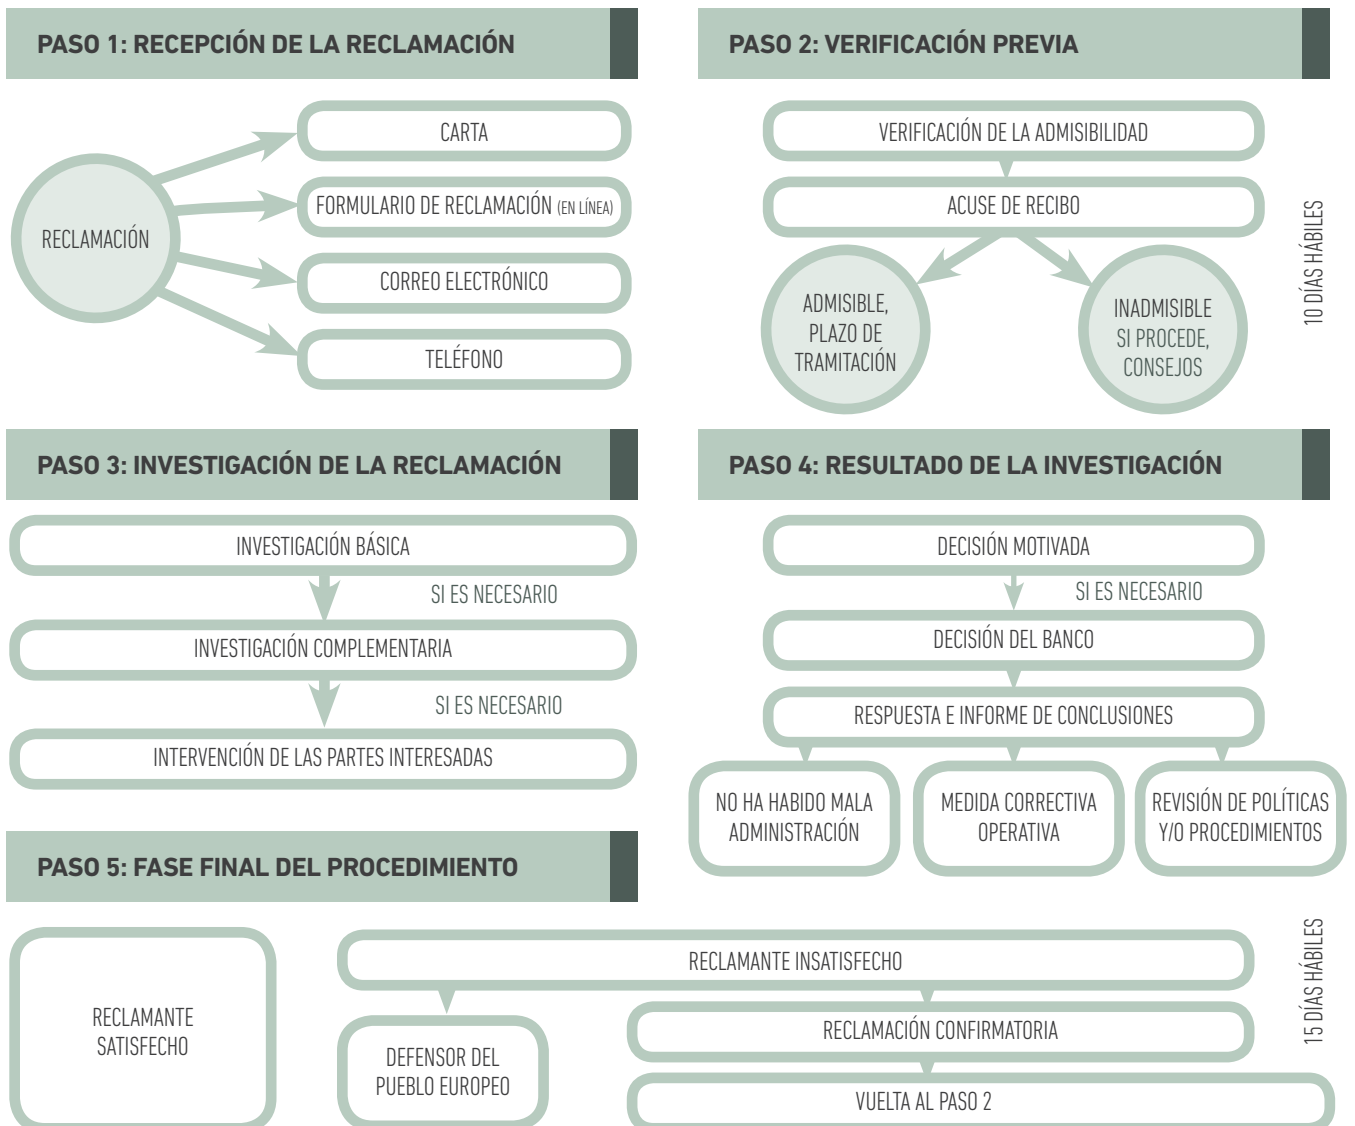 PASO 1: RECEPCIÓN DE LA RECLAMACIÓN
RECLAMACIÓN
CARTA
FORMULARIO DE RECLAMACIÓN (EN LÍNEA)
CORREO ELECTRÓNICO
TELÉFONO
PASO 2: VERIFICACIÓN PREVIA
VERIFICACIÓN DE LA ADMISIBILIDAD
ACUSE DE RECIBO
ADMISIBLE,
PLAZO DE
TRAMITACIÓN
INADMISIBLE
SI PROCEDE,
CONSEJOS
10 DÍAS HÁBILES
PASO 3: INVESTIGACIÓN DE LA RECLAMACIÓN
INVESTIGACIÓN BÁSICA
SI ES NECESARIO
INVESTIGACIÓN COMPLEMENTARIA
SI ES NECESARIO
INTERVENCIÓN DE LAS PARTES INTERESADAS
PASO 4: RESULTADO DE LA INVESTIGACIÓN
DECISIÓN MOTIVADA
SI ES NECESARIO
DECISIÓN DEL BANCO
RESPUESTA E INFORME DE CONCLUSIONES
NO HA HABIDO MALA
ADMINISTRACIÓN
MEDIDA CORRECTIVA
OPERATIVA
REVISIÓN DE POLÍTICAS
Y/O PROCEDIMIENTOS
PASO 5: FASE FINAL DEL PROCEDIMIENTO
RECLAMANTE
SATISFECHO
RECLAMANTE INSATISFECHO
DEFENSOR DEL
PUEBLO EUROPEO
RECLAMACIÓN CONFIRMATORIA
VUELTA AL PASO 2
15 DÍAS HÁBILES